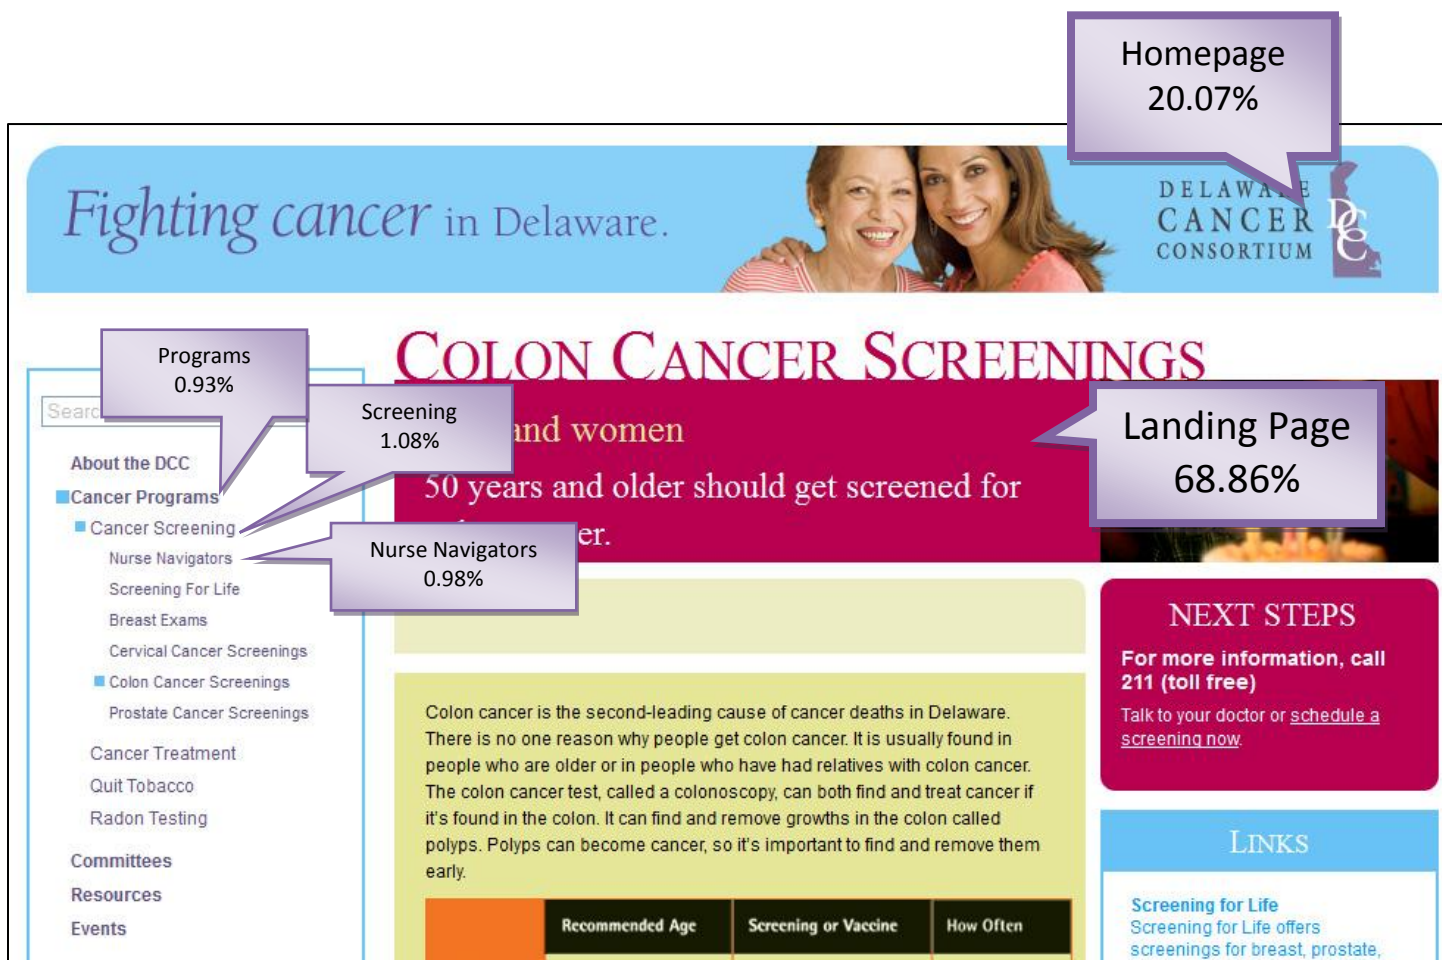 Homepage
20.07%
Fighting cancer in Delaware.
DELAWARE
CANCER
CONSORTIUM
DCC
COLON CANCER SCREENINGS
Programs
0.93%
Screening
1.08%
and women
50 years and older should get screened for
er.
Landing Page
68.86%
Nurse Navigators
0.98%
Searc
About the DCC
Cancer Programs
Cancer Screening
Nurse Navigators
Screening For Life
Breast Exams
Cervical Cancer Screenings
Colon Cancer Screenings
Prostate Cancer Screenings
Cancer Treatment
Quit Tobacco
Radon Testing
Committees
Resources
Events
Colon cancer is the second-leading cause of cancer deaths in Delaware.
There is no one reason why people get colon cancer. It is usually found in
people who are older or in people who have had relatives with colon cancer.
The colon cancer test, called a colonoscopy, can both find and treat cancer if
it's found in the colon. It can find and remove growths in the colon called
polyps. Polyps can become cancer, so it's important to find and remove them
early.
Recommended Age
Screening or Vaccine
How Often
NEXT STEPS
For more information, call
211 (toll free)
Talk to your doctor or schedule a
screening now.
LINKS
Screening for Life
Screening for Life offers
screenings for breast, prostate,